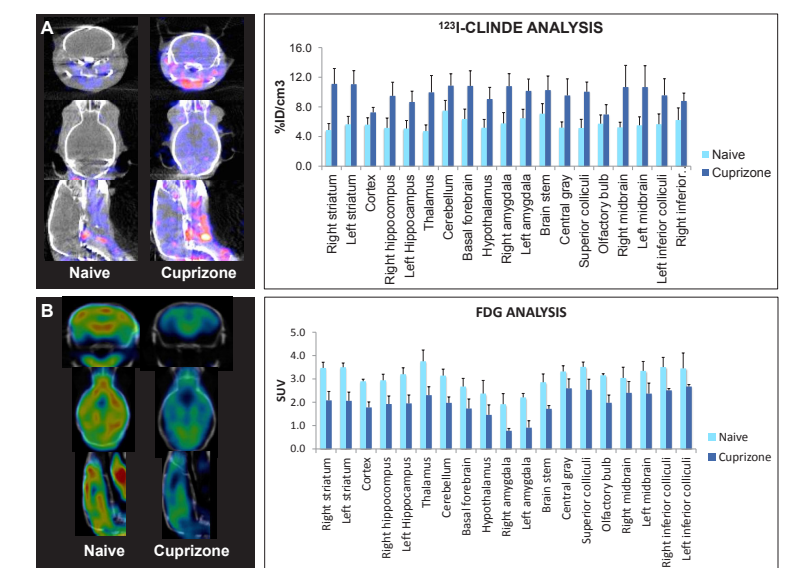 A
Naive
Cuprizone
¹²³I-CLINDE ANALYSIS
%ID/cm3
16.0
12.0
8.0
4.0
0.0
Right striatum
Left striatum
Cortex
Right hippocampus
Left Hippocampus
Thalamus
Cerebellum
Basal forebrain
Hypothalamus
Right amygdala
Left amygdala
Brain stem
Central gray
Superior colliculi
Olfactory bulb
Right midbrain
Left midbrain
Left inferior colliculi
Right inferior…
Naive
Cuprizone
B
Naive
Cuprizone
FDG ANALYSIS
SUV
5.0
4.0
3.0
2.0
1.0
0.0
Right striatum
Left striatum
Cortex
Right hippocampus
Left Hippocampus
Thalamus
Cerebellum
Basal forebrain
Hypothalamus
Right amygdala
Left amygdala
Brain stem
Central gray
Superior colliculi
Olfactory bulb
Right midbrain
Left midbrain
Right inferior colliculi
Left inferior colliculi
Naive
Cuprizone